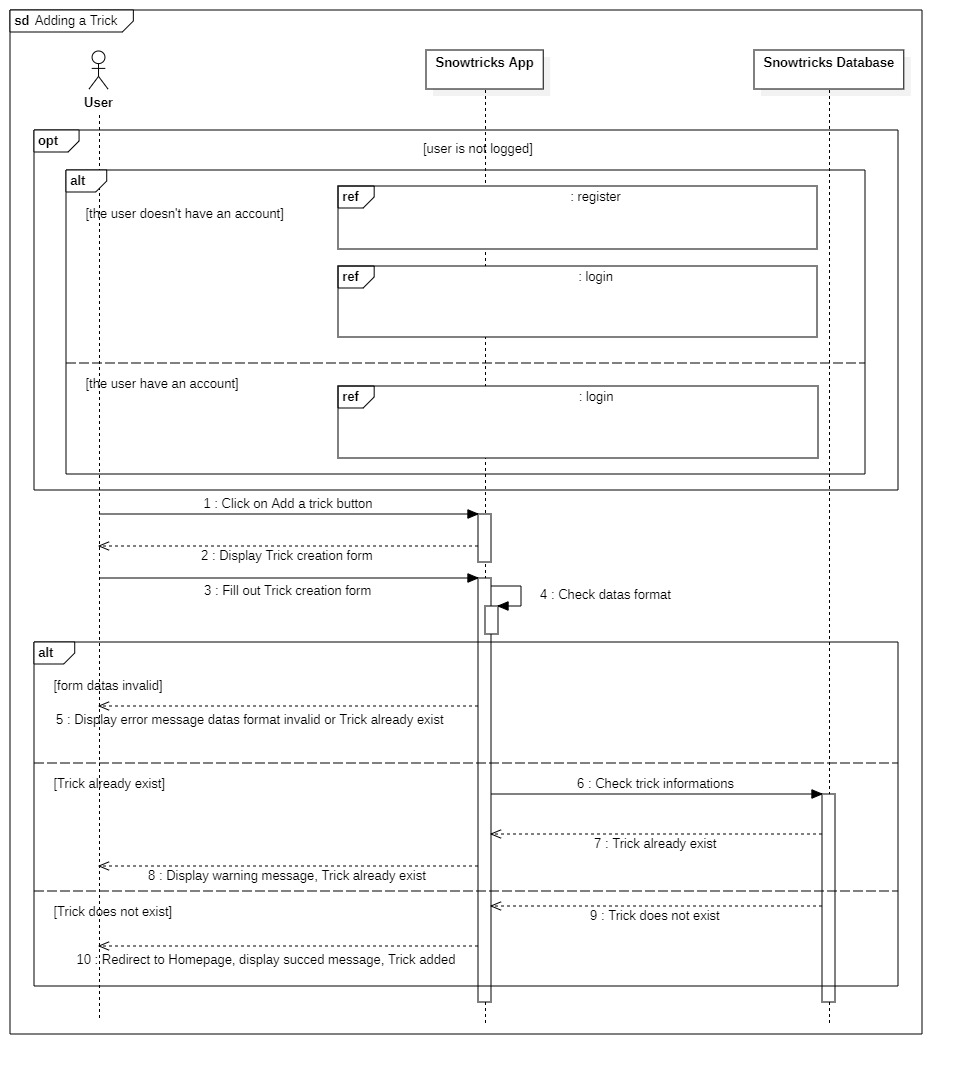 sd Adding a Trick
User
Snowtricks App
Snowtricks Database
opt
[user is not logged]
alt
[the user doesn't have an account]
ref
: register
ref
: login
[the user have an account]
ref
: login
1 : Click on Add a trick button
2 : Display Trick creation form
3 : Fill out Trick creation form
4 : Check datas format
alt
[form datas invalid]
5 : Display error message datas format invalid or Trick already exist
[Trick already exist]
6 : Check trick informations
7 : Trick already exist
8 : Display warning message, Trick already exist
[Trick does not exist]
9 : Trick does not exist
10 : Redirect to Homepage, display succed message, Trick added